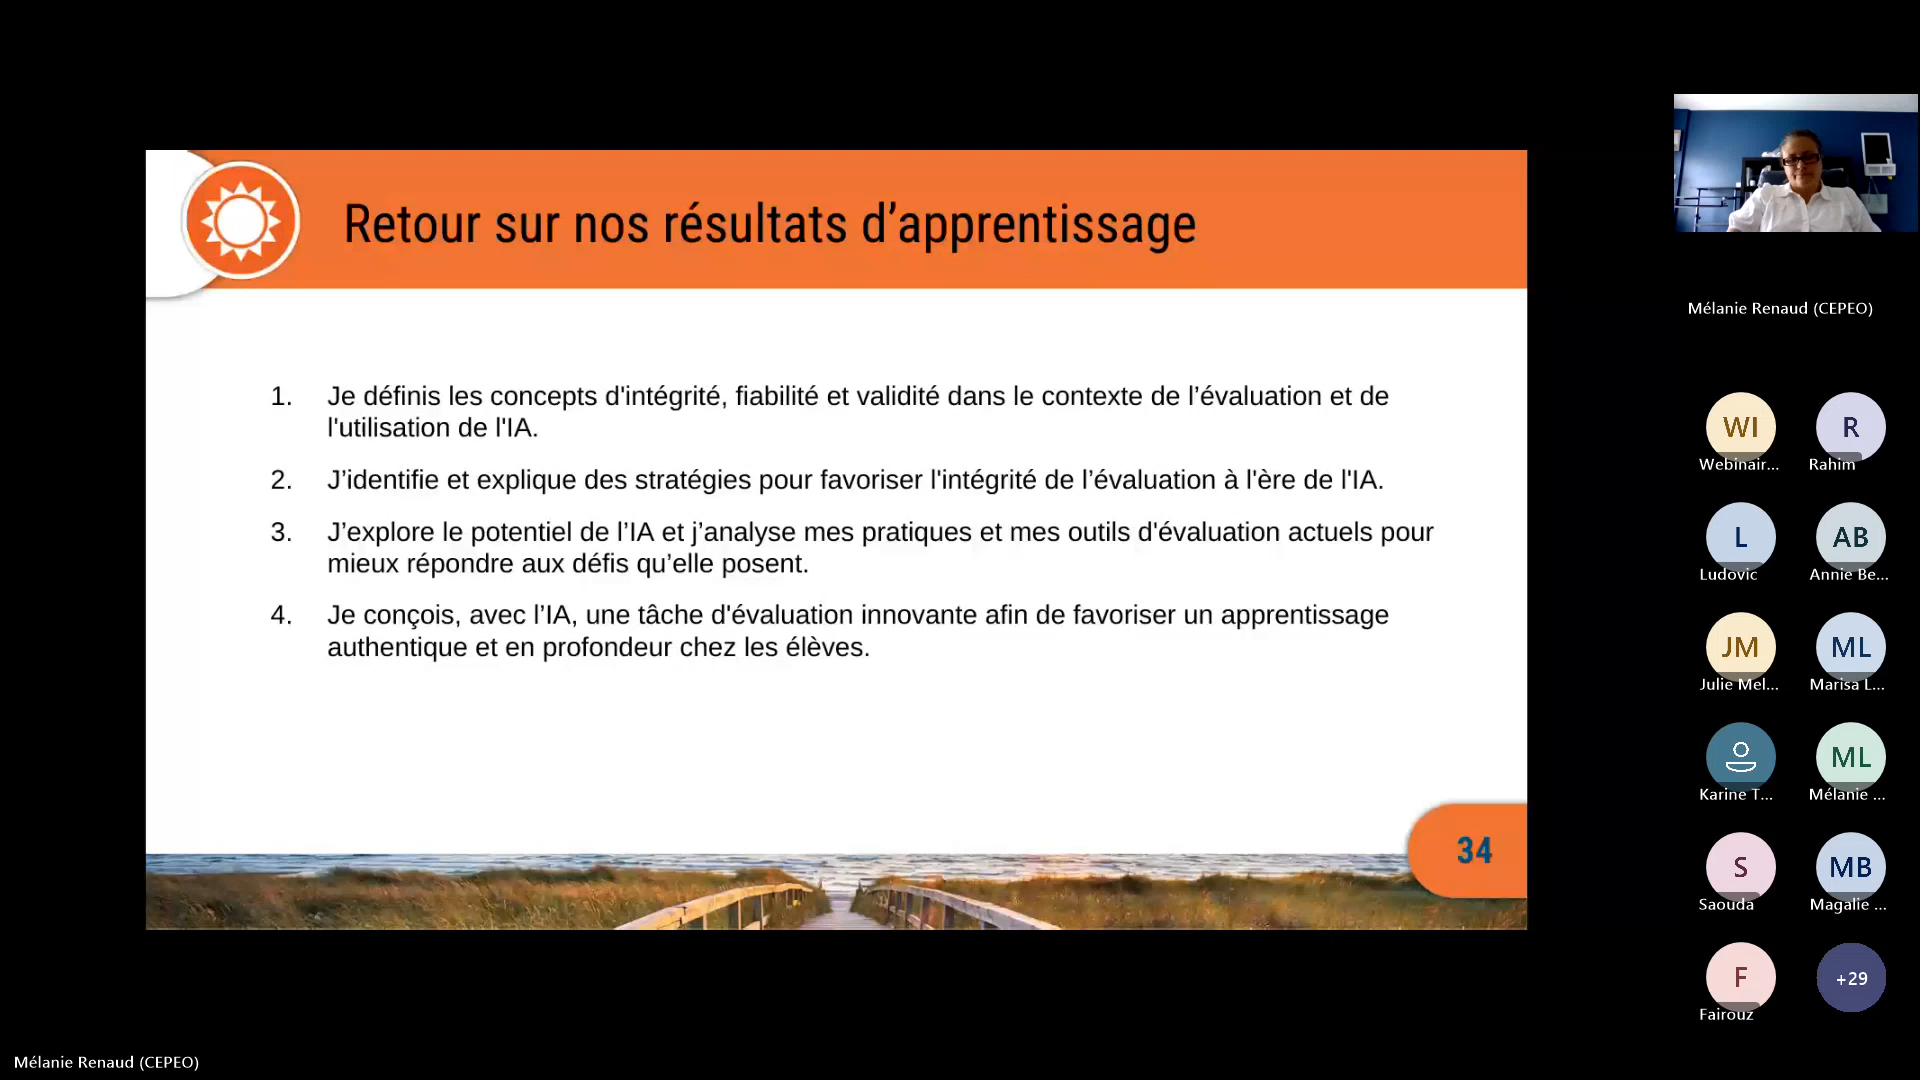 Retour sur nos résultats d’apprentissage
1. Je définis les concepts d'intégrité, fiabilité et validité dans le contexte de l’évaluation et de
l'utilisation de l'IA.
2. J’identifie et explique des stratégies pour favoriser l'intégrité de l’évaluation à l'ère de l'IA.
3. J’explore le potentiel de l’IA et j’analyse mes pratiques et mes outils d'évaluation actuels pour
mieux répondre aux défis qu’elle posent.
4. Je conçois, avec l’IA, une tâche d'évaluation innovante afin de favoriser un apprentissage
authentique et en profondeur chez les élèves.
34
Mélanie Renaud (CEPEO)
WI R
Webinair... Rahim
L AB
Ludovic Annie Be...
JM ML
Julie Mel... Marisa L...
ML
Karine T... Mélanie ...
S MB
Saouda Magalie ...
F +29
Fairouz
Mélanie Renaud (CEPEO)